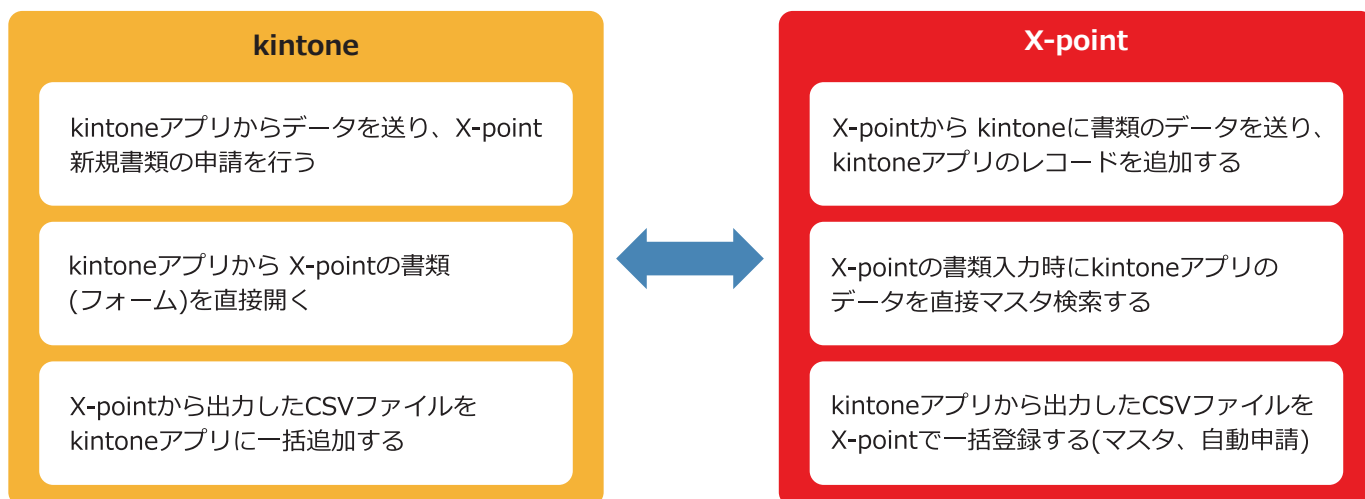 kintone
kintoneアプリからデータを送り、X-point
新規書類の申請を行う
kintoneアプリから X-pointの書類
(フォーム)を直接開く
X-pointから出力したCSVファイルを
kintoneアプリに一括追加する
X-point
X-pointから kintoneに書類のデータを送り、
kintoneアプリのレコードを追加する
X-pointの書類入力時にkintoneアプリの
データを直接マスタ検索する
kintoneアプリから出力したCSVファイルを
X-pointで一括登録する(マスタ、自動申請)